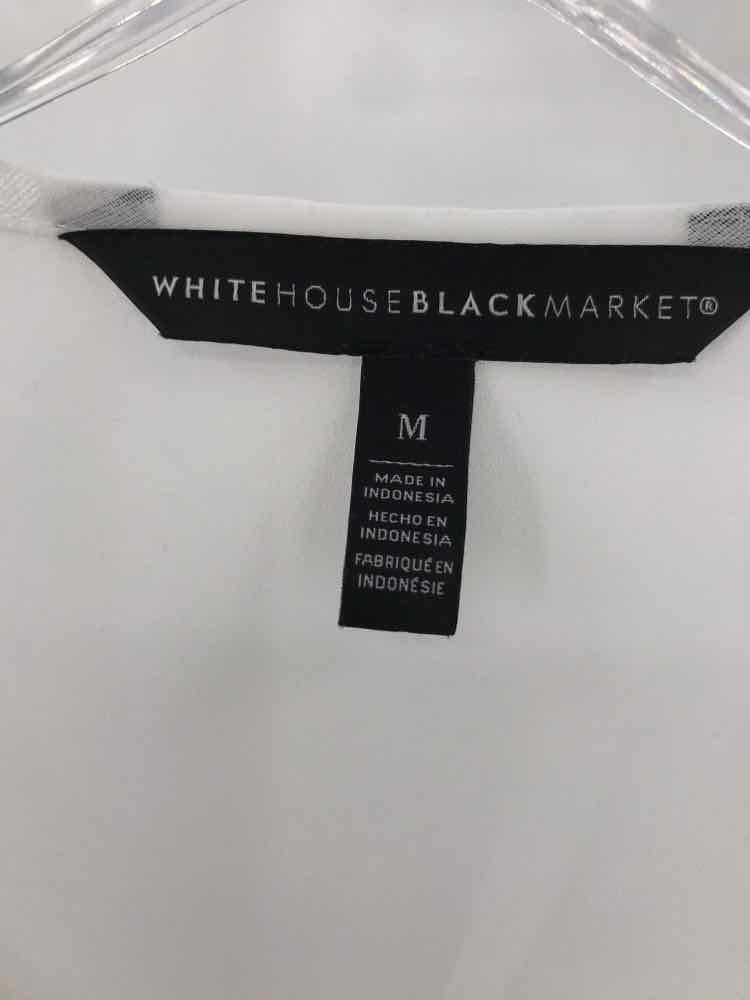 WHITEHOUSEBLACKMARKET®
M
MADE IN
INDONESIA
HECHO EN
INDONESIA
FABRIQUÉ EN
INDONÉSIE